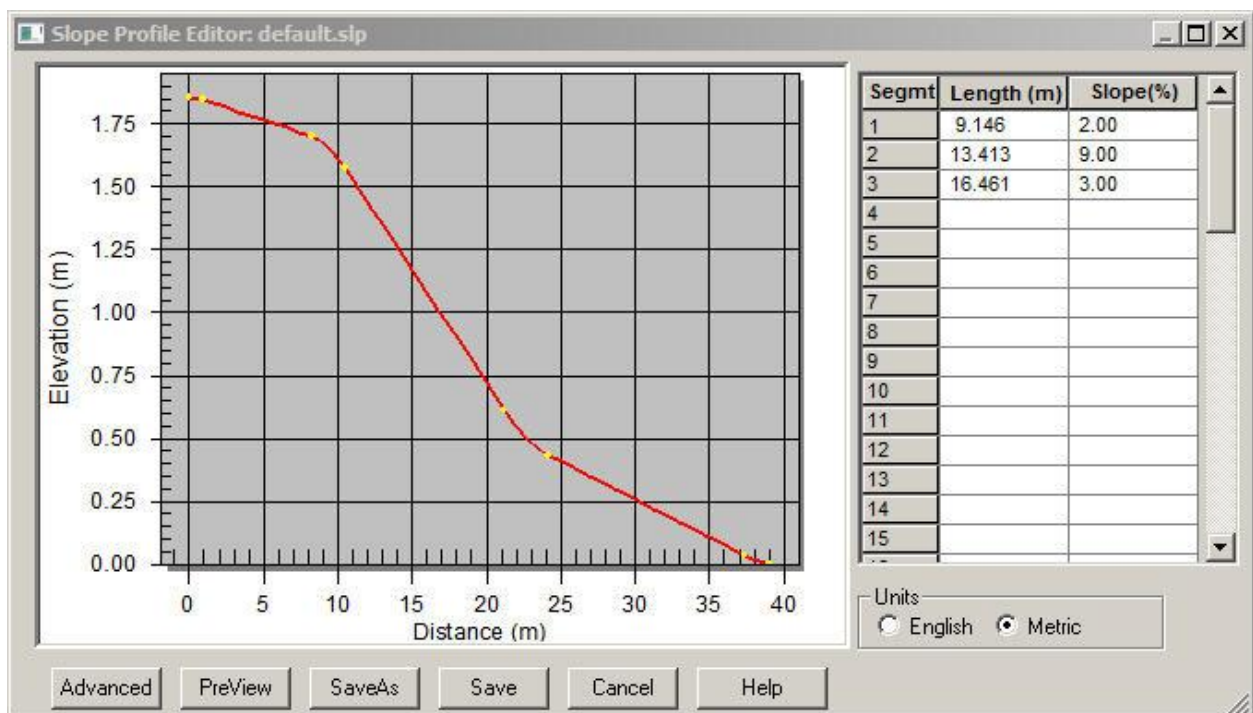 Slope Profile Editor: default.slp
Elevation (m)
1.75
1.50
1.25
1.00
0.75
0.50
0.25
0.00
0 5 10 15 20 25 30 35 40
Distance (m)
Segmt Length (m) Slope(%)
1 9.146 2.00
2 13.413 9.00
3 16.461 3.00
4
5
6
7
8
9
10
11
12
13
14
15
Units
English Metric
Advanced PreView SaveAs Save Cancel Help